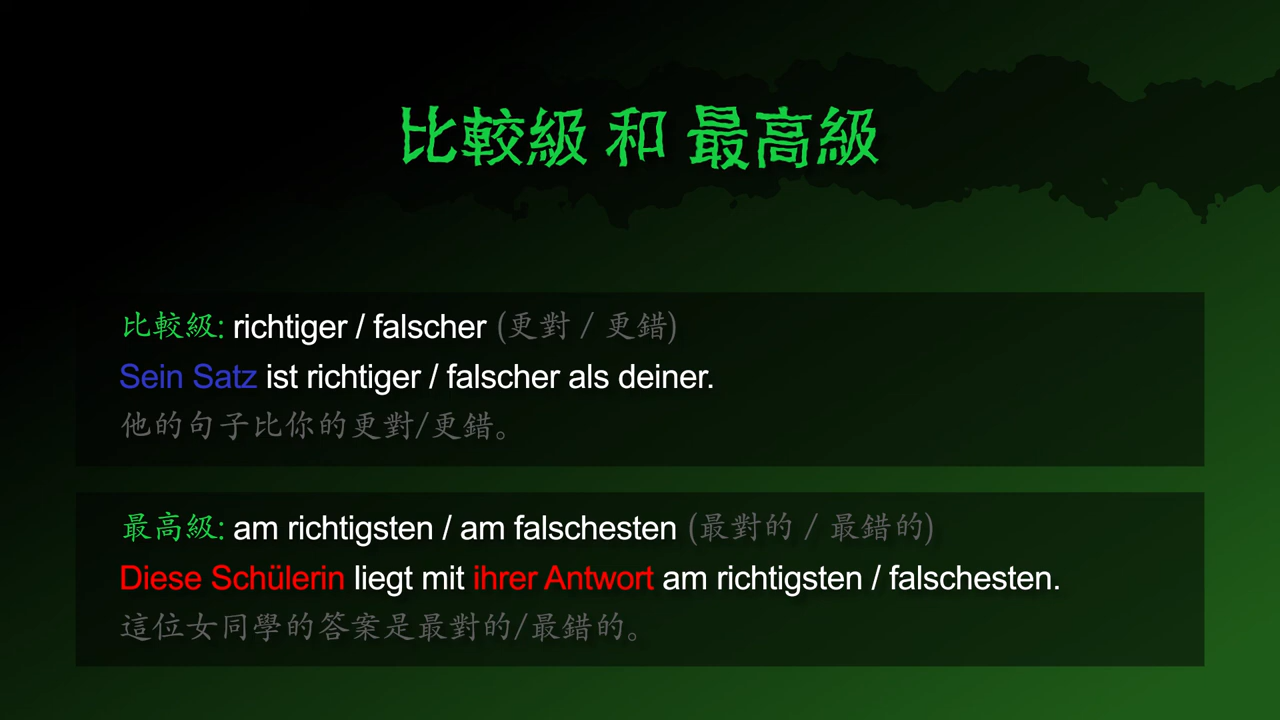 比較級 和 最高級
比較級: richtiger / falscher (更對 / 更錯)
Sein Satz ist richtiger / falscher als deiner.
他的句子比你的更對/更錯。
最高級: am richtigsten / am falschesten (最對的 / 最錯的)
Diese Schülerin liegt mit ihrer Antwort am richtigsten / falschesten.
這位女同學的答案是最對的/最錯的。